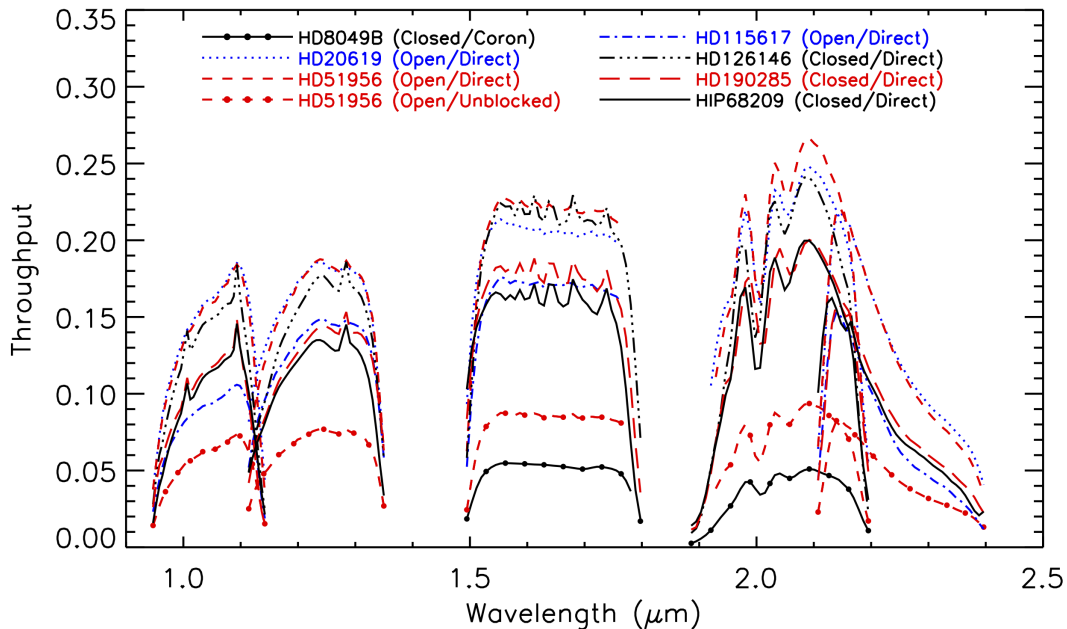 0.35
0.30
0.25
0.20
0.15
0.10
0.05
0.00
Throughput
HD8049B (Closed/Coron)
HD20619 (Open/Direct)
HD51956 (Open/Direct)
HD51956 (Open/Unblocked)
HD115617 (Open/Direct)
HD126146 (Closed/Direct)
HD190285 (Closed/Direct)
HIP68209 (Closed/Direct)
1.0 1.5 2.0 2.5
Wavelength (μm)